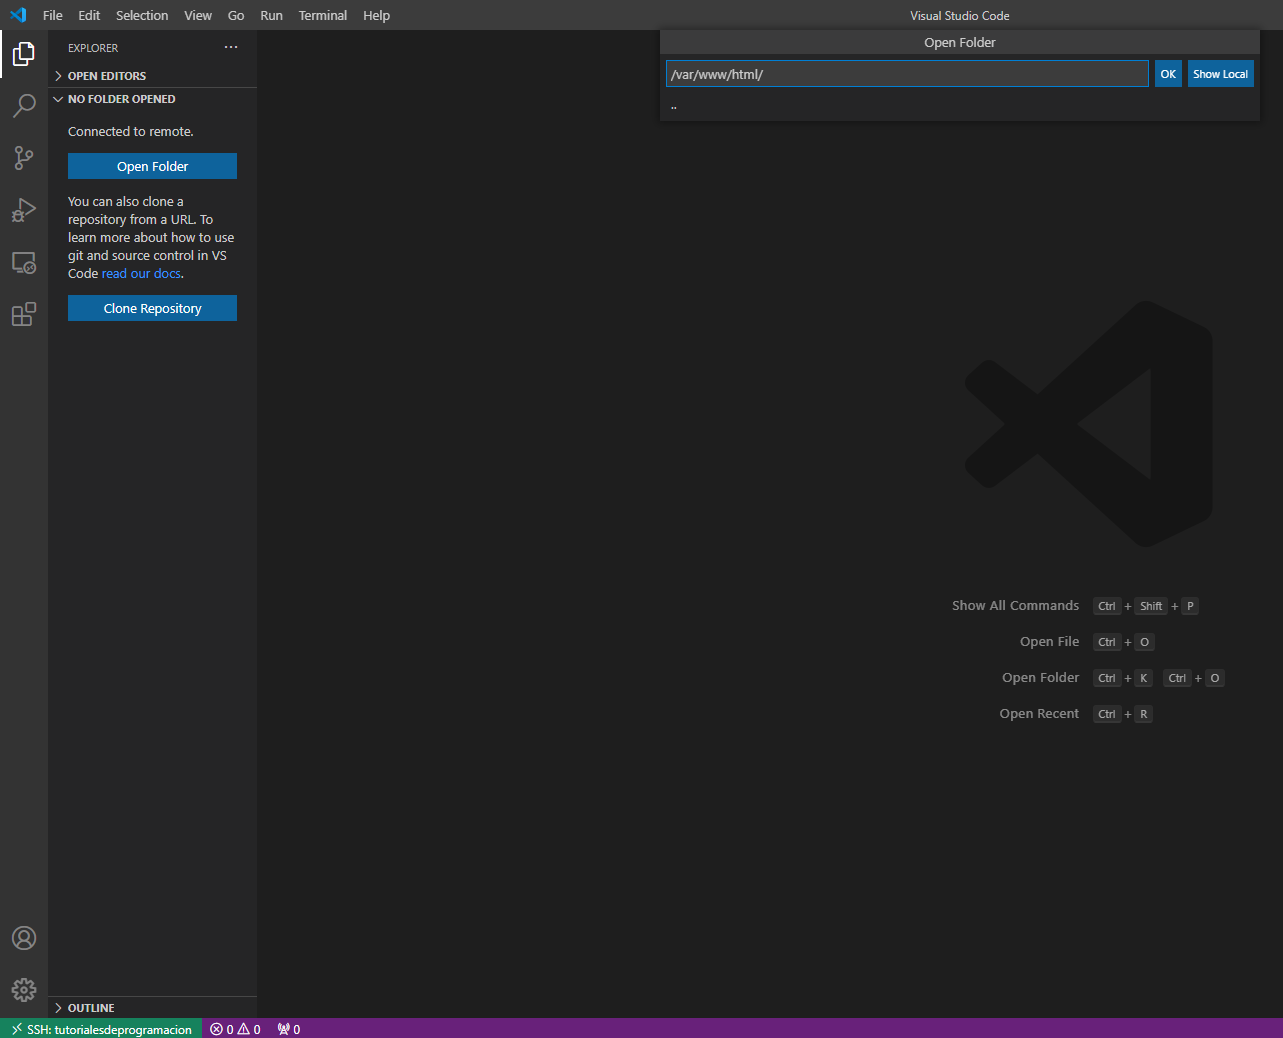 File Edit Selection View Go Run Terminal Help
Visual Studio Code
EXPLORER ...
OPEN EDITORS
NO FOLDER OPENED
Connected to remote.
Open Folder
You can also clone a
repository from a URL. To
learn more about how to use
git and source control in VS
Code read our docs.
Clone Repository
Open Folder
/var/www/html/ OK Show Local
..
Show All Commands Ctrl + Shift + P
Open File Ctrl + O
Open Folder Ctrl + K Ctrl + O
Open Recent Ctrl + R
OUTLINE
SSH: tutorialesdeprogramacion 0 0 0